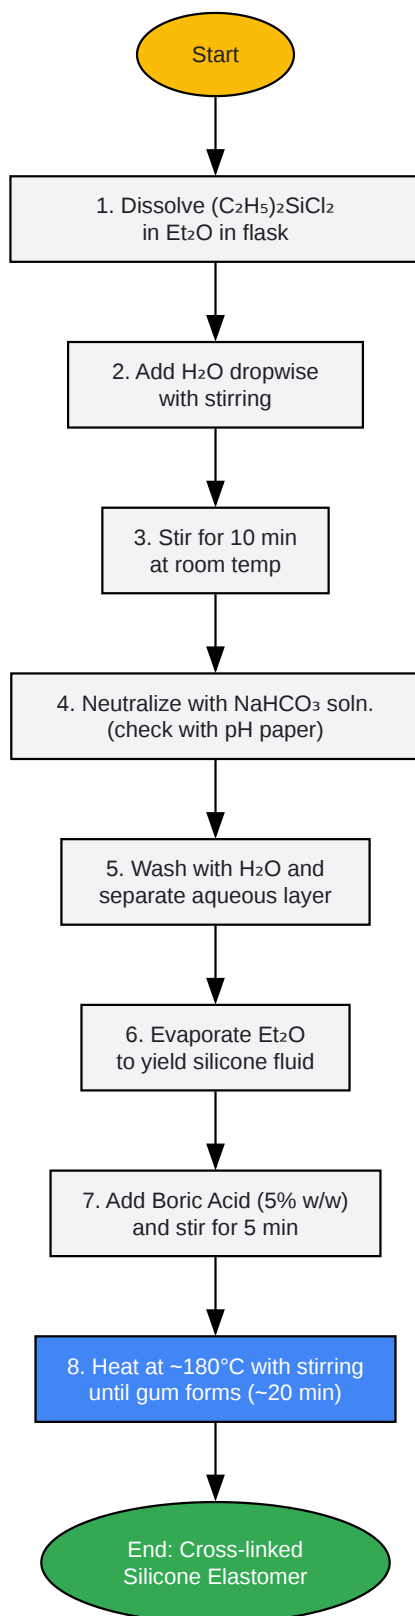 Start
1. Dissolve (C₂H₅)₂SiCl₂
in Et₂O in flask
2. Add H₂O dropwise
with stirring
3. Stir for 10 min
at room temp
4. Neutralize with NaHCO₃ soln.
(check with pH paper)
5. Wash with H₂O and
separate aqueous layer
6. Evaporate Et₂O
to yield silicone fluid
7. Add Boric Acid (5% w/w)
and stir for 5 min
8. Heat at ~180°C with stirring
until gum forms (~20 min)
End: Cross-linked
Silicone Elastomer